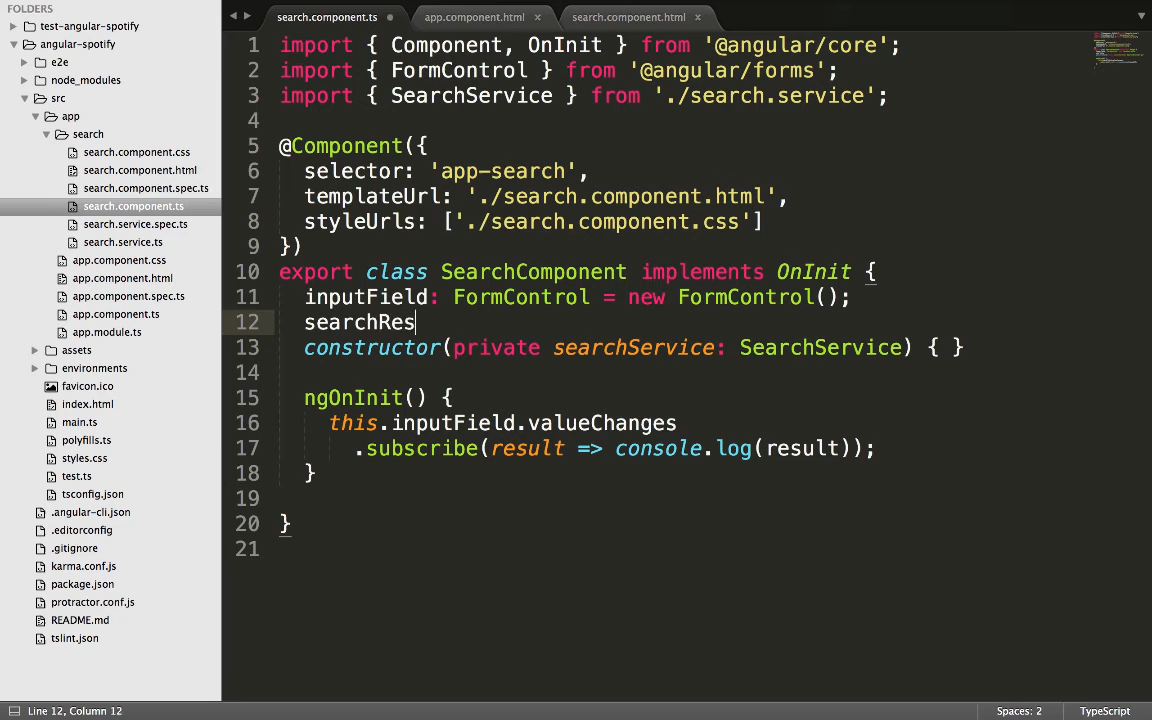 FOLDERS
test-angular-spotify
angular-spotify
e2e
node_modules
src
app
search
search.component.css
search.component.html
search.component.spec.ts
search.component.ts
search.service.spec.ts
search.service.ts
app.component.css
app.component.html
app.component.spec.ts
app.component.ts
app.module.ts
assets
environments
favicon.ico
index.html
main.ts
polyfills.ts
styles.css
test.ts
tsconfig.json
.angular-cli.json
.editorconfig
.gitignore
karma.conf.js
package.json
protractor.conf.js
README.md
tslint.json
search.component.ts app.component.html search.component.html
1 import { Component, OnInit } from '@angular/core';
2 import { FormControl } from '@angular/forms';
3 import { SearchService } from './search.service';
4
5 @Component({
6 selector: 'app-search',
7 templateUrl: './search.component.html',
8 styleUrls: ['./search.component.css']
9 })
10 export class SearchComponent implements OnInit {
11 inputField: FormControl = new FormControl();
12 searchRes
13 constructor(private searchService: SearchService) { }
14
15 ngOnInit() {
16 this.inputField.valueChanges
17 .subscribe(result => console.log(result));
18 }
19
20 }
21
Line 12, Column 12 Spaces: 2 TypeScript